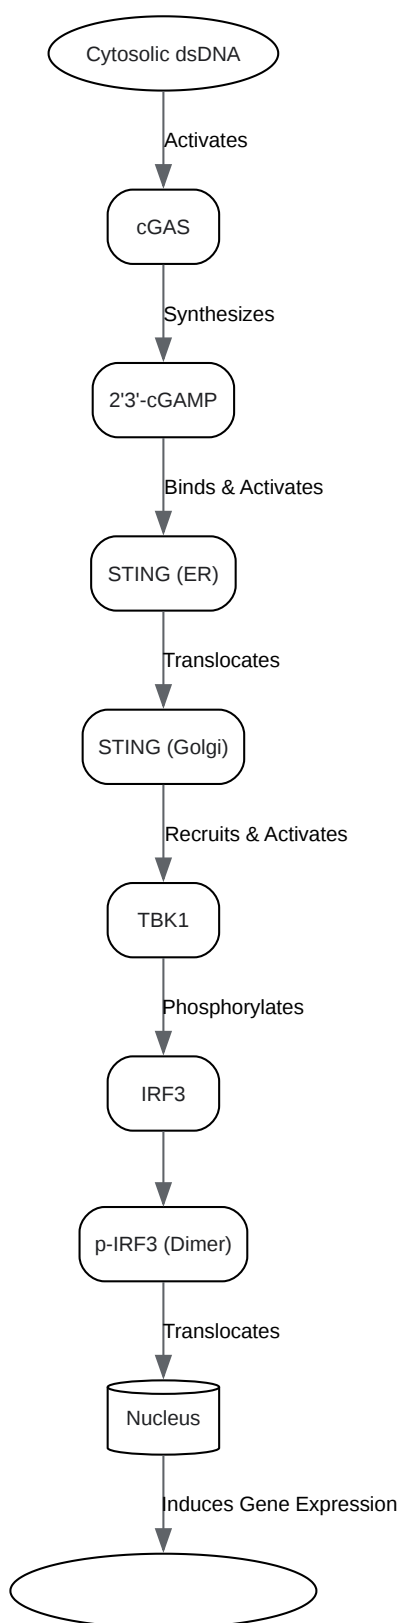 Cytosolic dsDNA
Activates
cGAS
Synthesizes
2'3'-cGAMP
Binds & Activates
STING (ER)
Translocates
STING (Golgi)
Recruits & Activates
TBK1
Phosphorylates
IRF3
p-IRF3 (Dimer)
Translocates
Nucleus
Induces Gene Expression